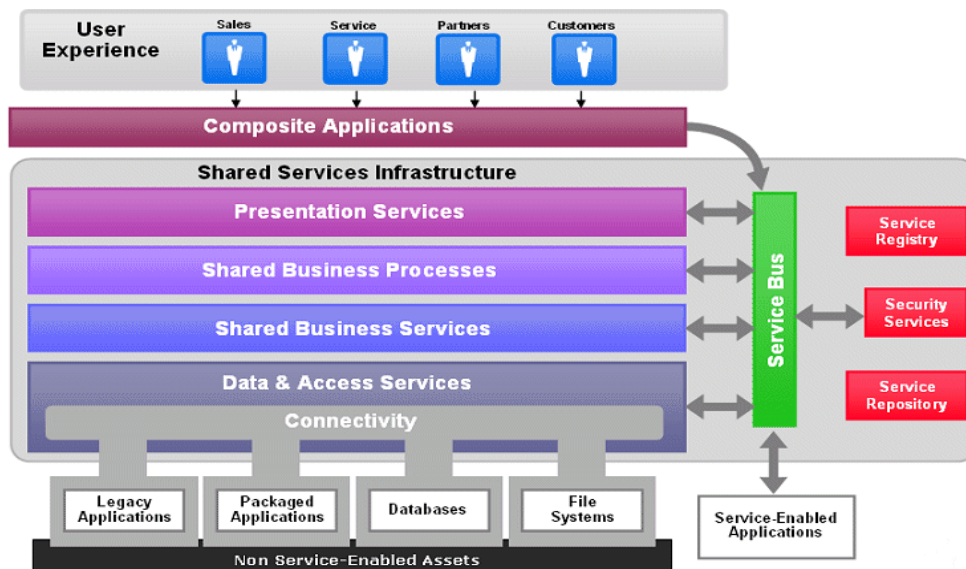 User
Experience
Sales
Service
Partners
Customers
Composite Applications
Shared Services Infrastructure
Presentation Services
Shared Business Processes
Shared Business Services
Data & Access Services
Connectivity
Service Bus
Service
Registry
Security
Services
Service
Repository
Legacy
Applications
Packaged
Applications
Databases
File
Systems
Service-Enabled
Applications
Non Service-Enabled Assets